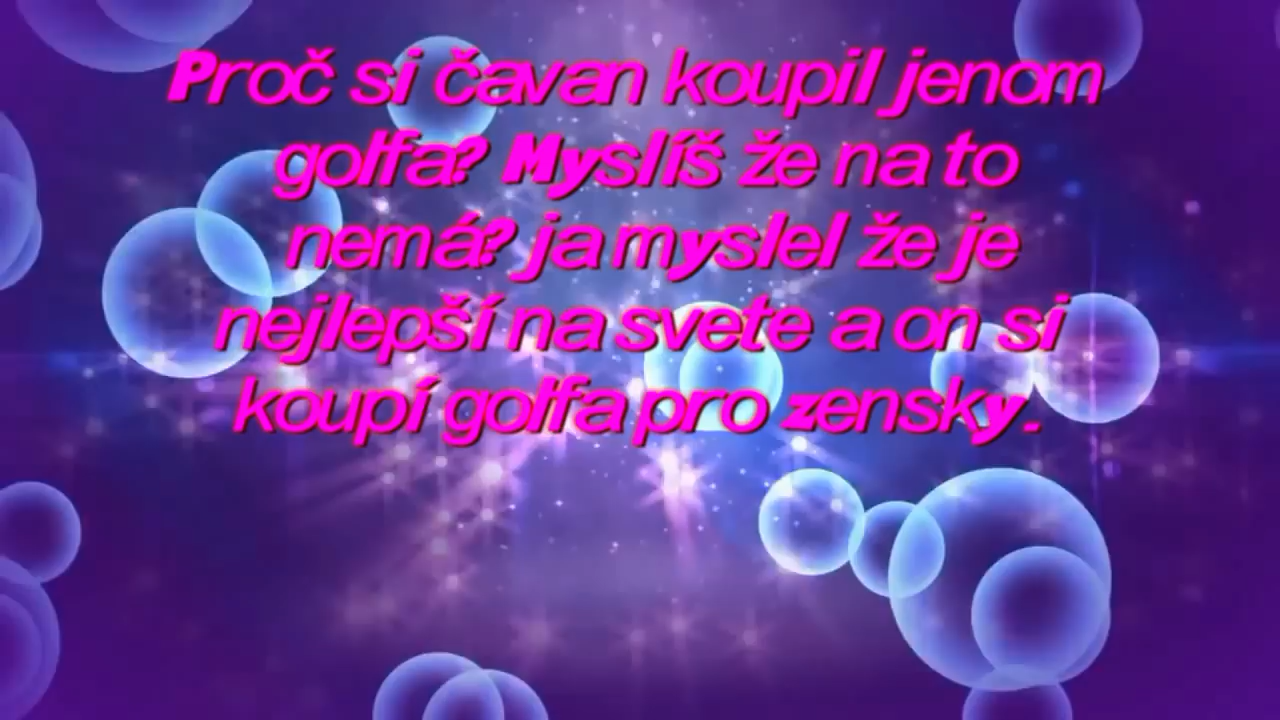 Proč si čavan koupil jenom
golfa? Myslíš že na to
nemá? ja myslel že je
nejlepší na svete a on si
koupí golfa pro zensky.